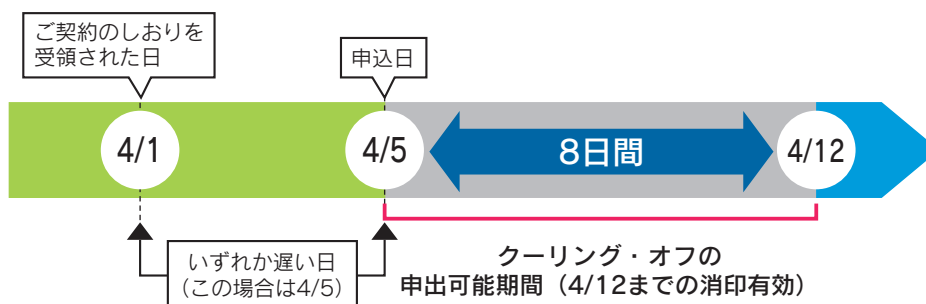 ご契約のしおりを
受領された日
申込日
4/1
4/5
8日間
4/12
いずれか遅い日
（この場合は4/5）
クーリング・オフの
申出可能期間（4/12までの消印有効）